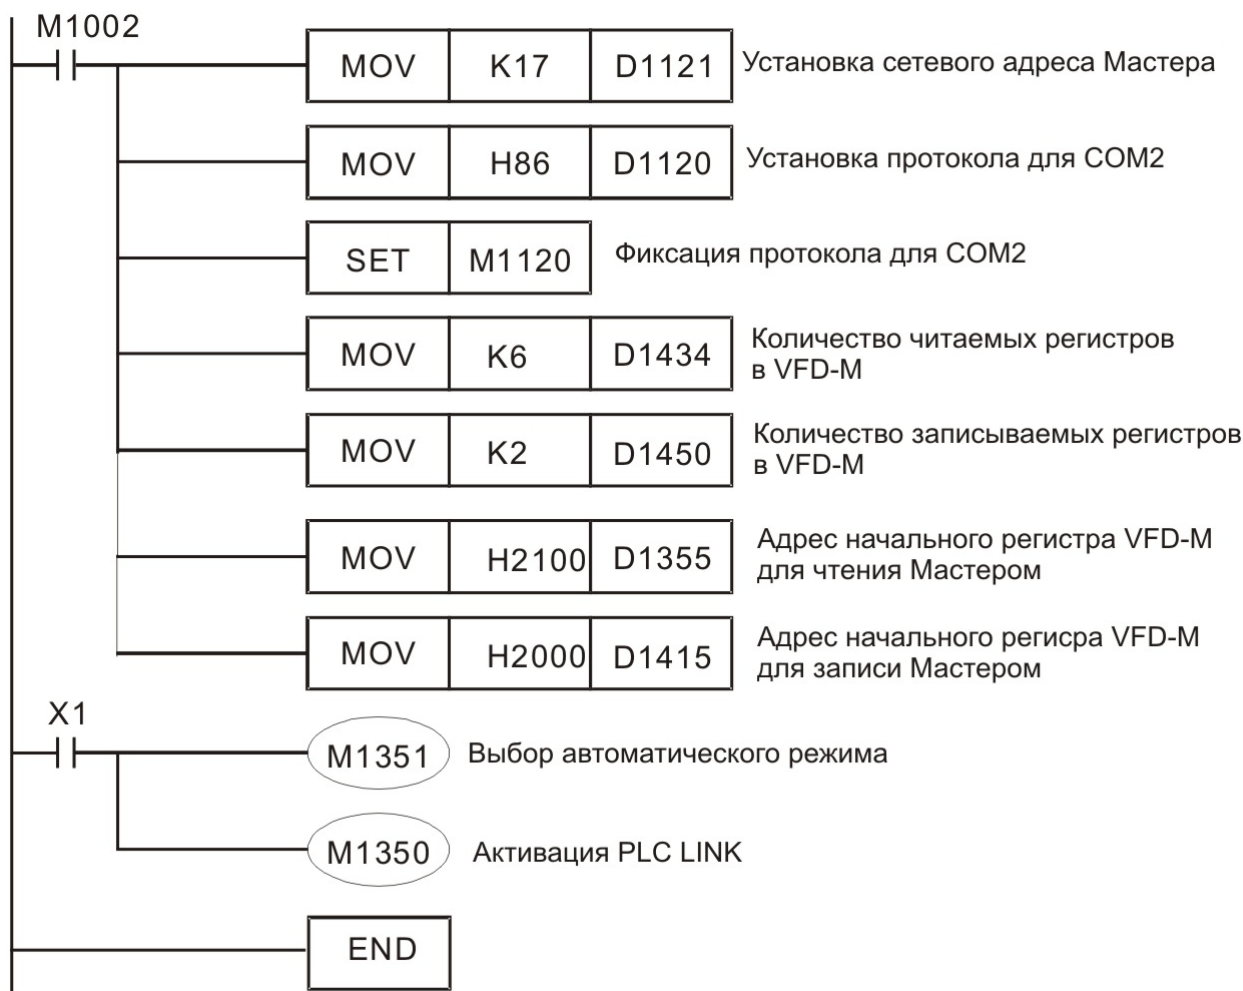 M1002
MOV K17 D1121 Установка сетевого адреса Мастера
MOV H86 D1120 Установка протокола для COM2
SET M1120 Фиксация протокола для COM2
MOV K6 D1434 Количество читаемых регистров
в VFD-M
MOV K2 D1450 Количество записываемых регистров
в VFD-M
MOV H2100 D1355 Адрес начального регистра VFD-M
для чтения Мастером
MOV H2000 D1415 Адрес начального регисра VFD-M
для записи Мастером
X1
M1351 Выбор автоматического режима
M1350 Активация PLC LINK
END